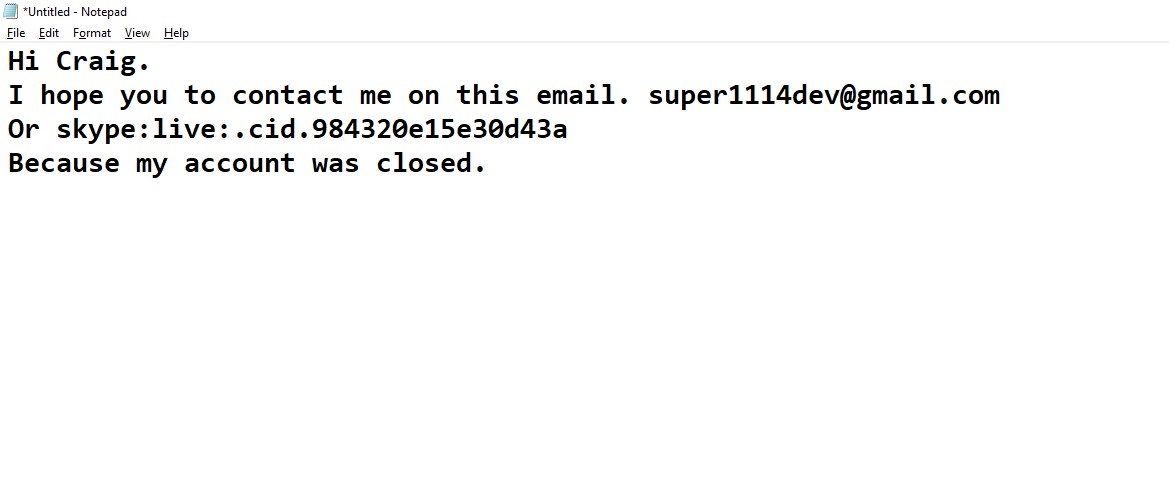 *Untitled - Notepad
File Edit Format View Help
Hi Craig.
I hope you to contact me on this email. super1114dev@gmail.com
Or skype:live:.cid.984320e15e30d43a
Because my account was closed.